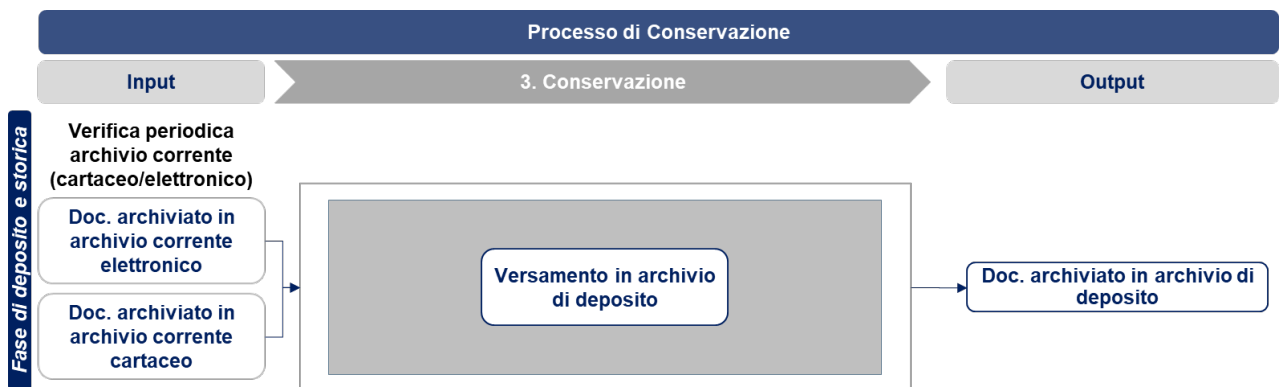 Processo di Conservazione
Input
3. Conservazione
Output
Fase di deposito e storica
Verifica periodica
archivio corrente
(cartaceo/elettronico)
Doc. archiviato in
archivio corrente
elettronico
Doc. archiviato in
archivio corrente
cartaceo
Versamento in archivio
di deposito
Doc. archiviato in archivio di
deposito